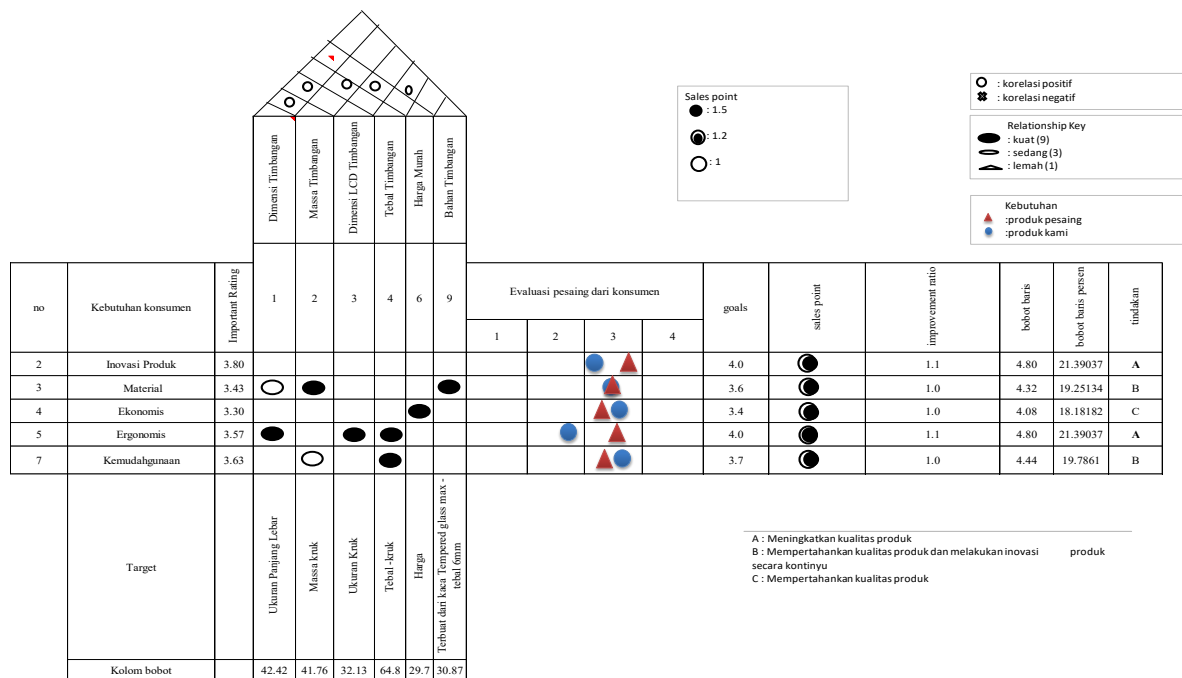 Sales point
: 1.5
: 1.2
: 1
: korelasi positif
: korelasi negatif
Relationship Key
: kuat (9)
: sedang (3)
: lemah (1)
Kebutuhan
:produk pesaing
:produk kami
Dimensi Timbangan
Massa Timbangan
Dimensi LCD Timbangan
Tebal Timbangan
Harga Murah
Bahan Timbangan
no
Kebutuhan konsumen
Important Rating
1
2
3
4
6
9
Evaluasi pesaing dari konsumen
1
2
3
4
goals
sales point
improvement ratio
bobot baris
bobot baris persen
tindakan
2 Inovasi Produk 3.80 4.0 1.1 4.80 21.39037 A
3 Material 3.43 3.6 1.0 4.32 19.25134 B
4 Ekonomis 3.30 3.4 1.0 4.08 18.18182 C
5 Ergonomis 3.57 4.0 1.1 4.80 21.39037 A
7 Kemudahgunaan 3.63 3.7 1.0 4.44 19.7861 B
Target
Ukuran Panjang Lebar
Massa kruk
Ukuran Kruk
Tebal -kruk
Harga
Terbuat dari kaca Tempered glass max -
tebal 6mm
Kolom bobot 42.42 41.76 32.13 64.8 29.7 30.87
A : Meningkatkan kualitas produk
B : Mempertahankan kualitas produk dan melakukan inovasi produk
secara kontinyu
C : Mempertahankan kualitas produk